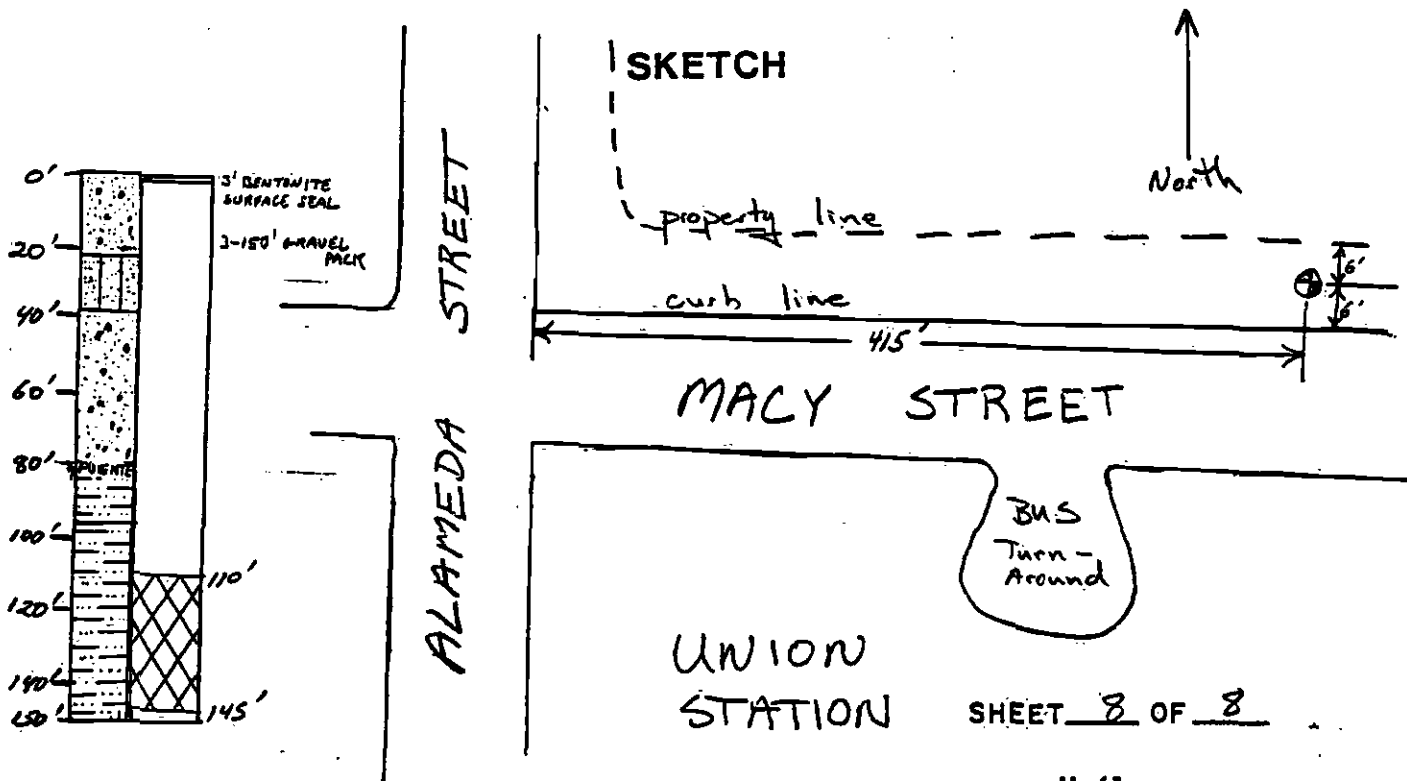 SKETCH
North
0'
3' BENTONITE
SURFACE SEAL
3-150' GRAVEL
PACK
20'
40'
60'
80'
PUENTE
100'
110'
120'
140'
145'
150'
ALAMEDA STREET
property line
curb line
6'
6'
415'
MACY STREET
BUS
Turn-
Around
UNION
STATION
SHEET 8 OF 8